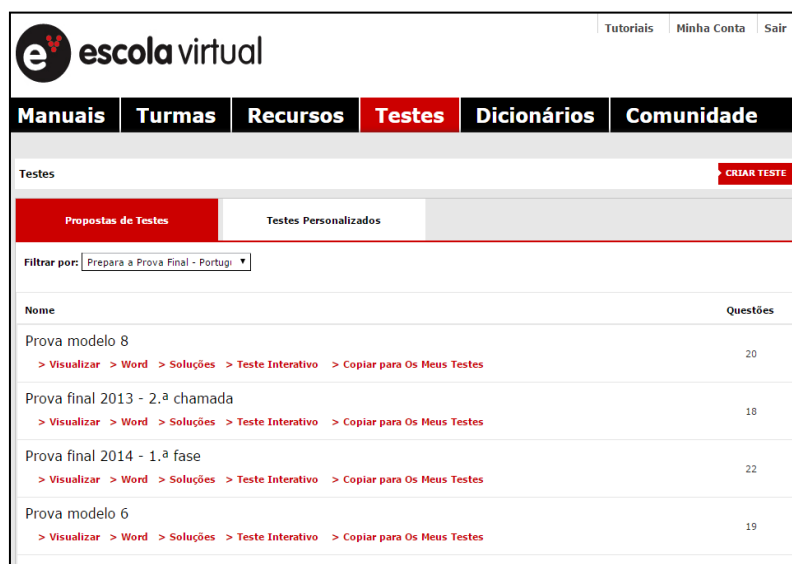 Tutoriais Minha Conta Sair
escola virtual
Manuais Turmas Recursos Testes Dicionários Comunidade
Testes CRIAR TESTE
Propostas de Testes Testes Personalizados
Filtrar por: Prepara a Prova Final - Portugu
Nome Questões
Prova modelo 8
20
> Visualizar > Word > Soluções > Teste Interativo > Copiar para Os Meus Testes
Prova final 2013 - 2.ª chamada
18
> Visualizar > Word > Soluções > Teste Interativo > Copiar para Os Meus Testes
Prova final 2014 - 1.ª fase
22
> Visualizar > Word > Soluções > Teste Interativo > Copiar para Os Meus Testes
Prova modelo 6
19
> Visualizar > Word > Soluções > Teste Interativo > Copiar para Os Meus Testes